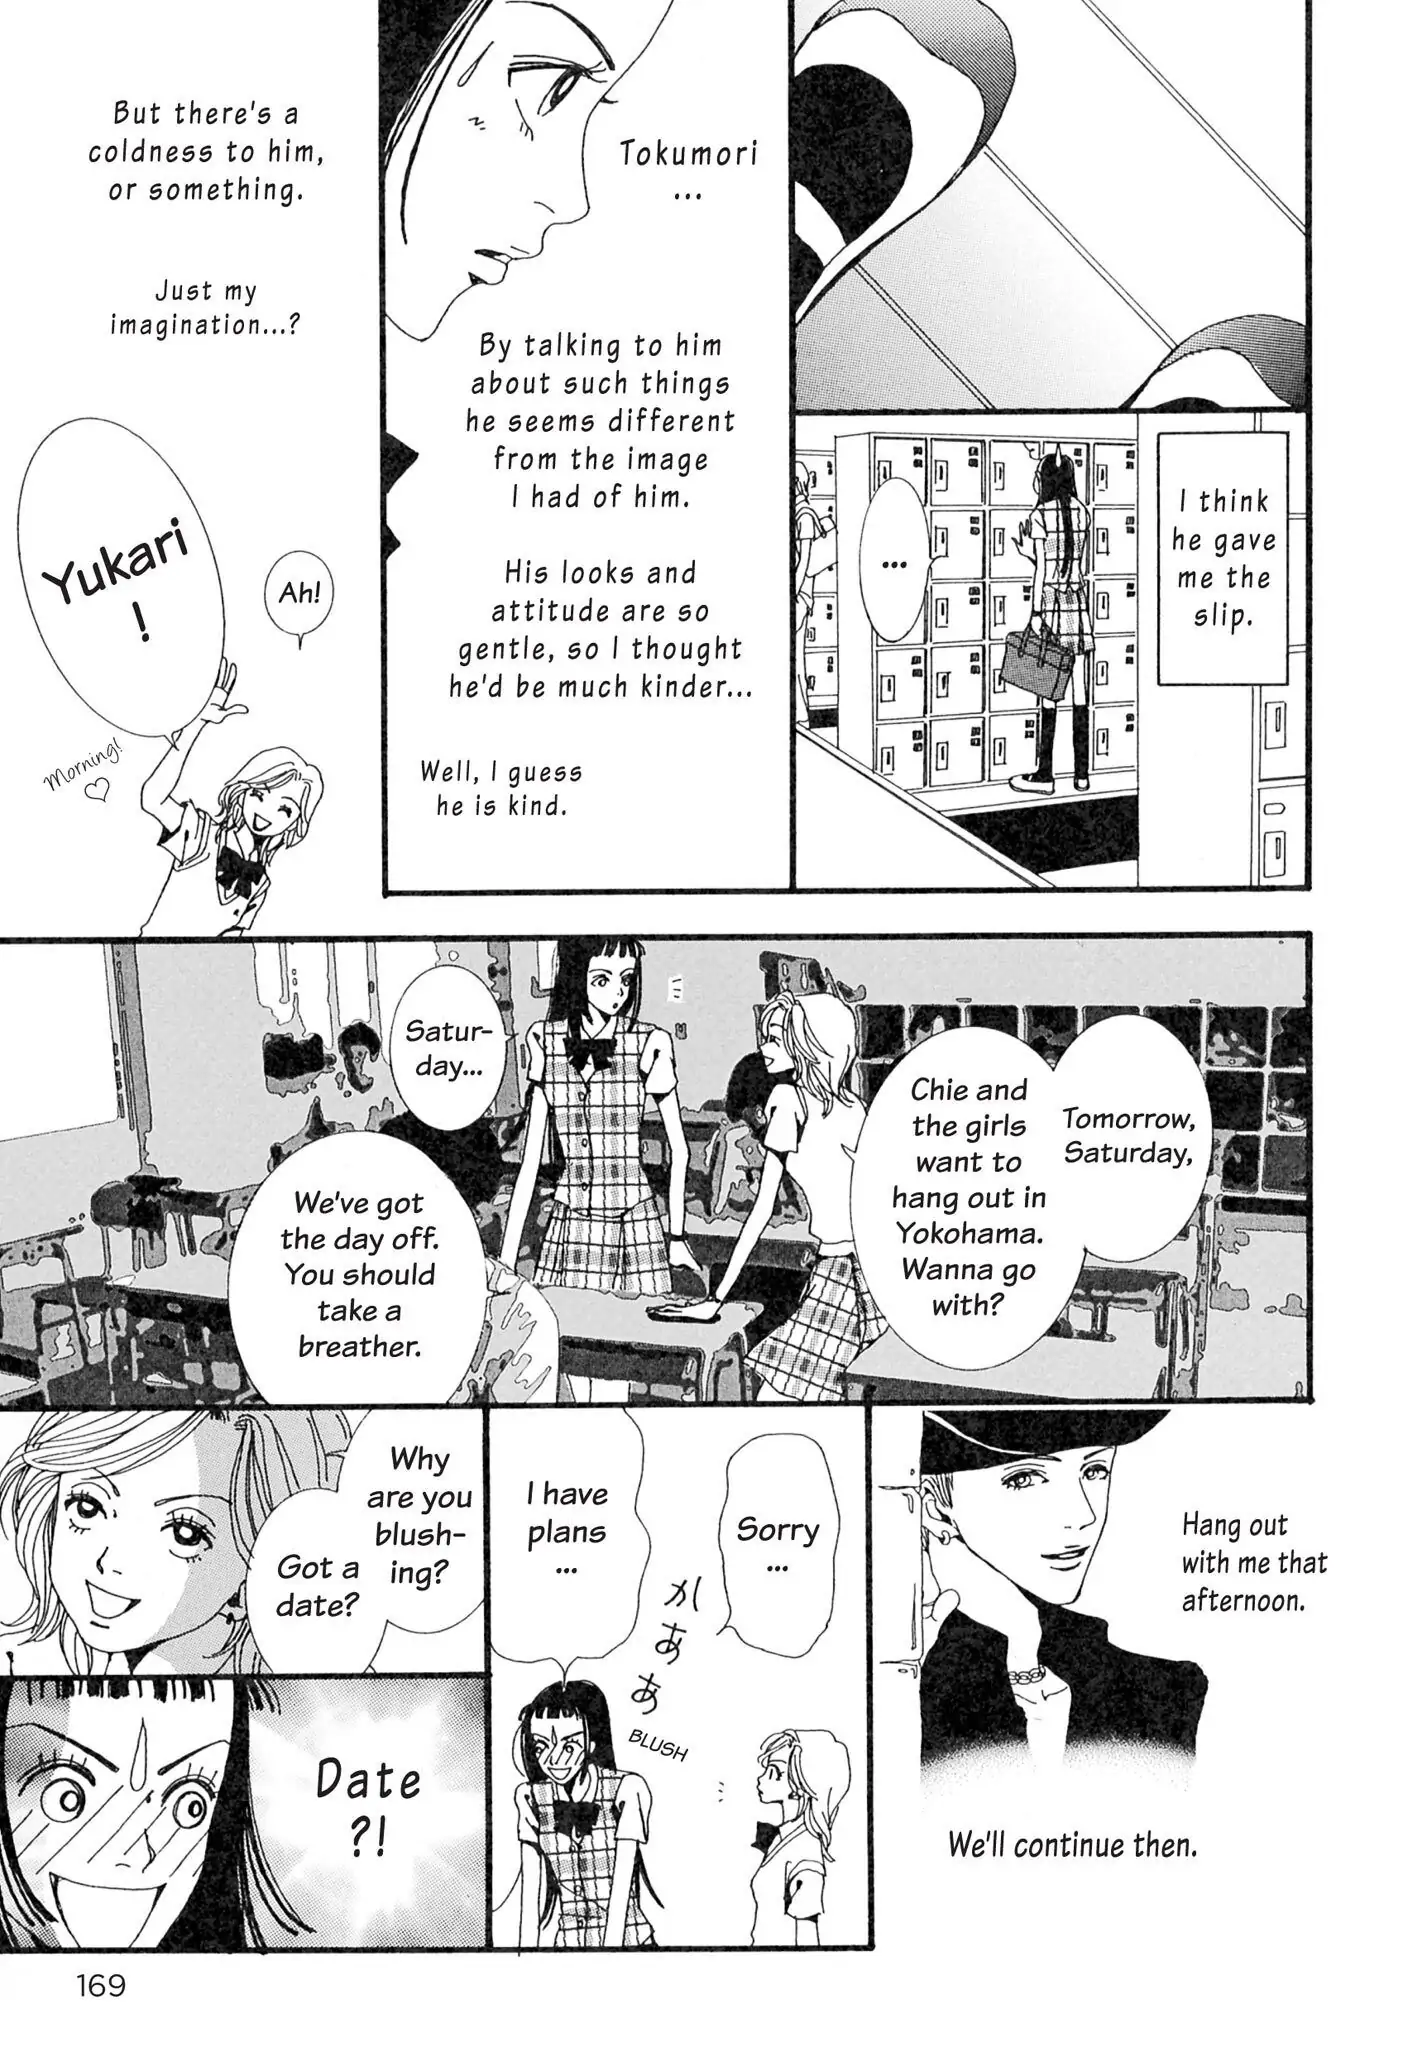 I think
he gave
me the
slip.
...
Tokumori
...
By talking to him
about such things
he seems different
from the image
I had of him.
His looks and
attitude are so
gentle, so I thought
he'd be much kinder...
Well, I guess
he is kind.
But there's a
coldness to him,
or something.
Just my
imagination...?
Ah!
Yukari
!
Morning!
Tomorrow,
Saturday,
Chie and
the girls
want to
hang out in
Yokohama.
Wanna go
with?
Satur-
day...
We've got
the day off.
You should
take a
breather.
Hang out
with me that
afternoon.
We'll continue then.
Sorry
...
I have
plans
...
かあああ
BLUSH
Why
are you
blush-
ing?
Got a
date?
Date
?!
169